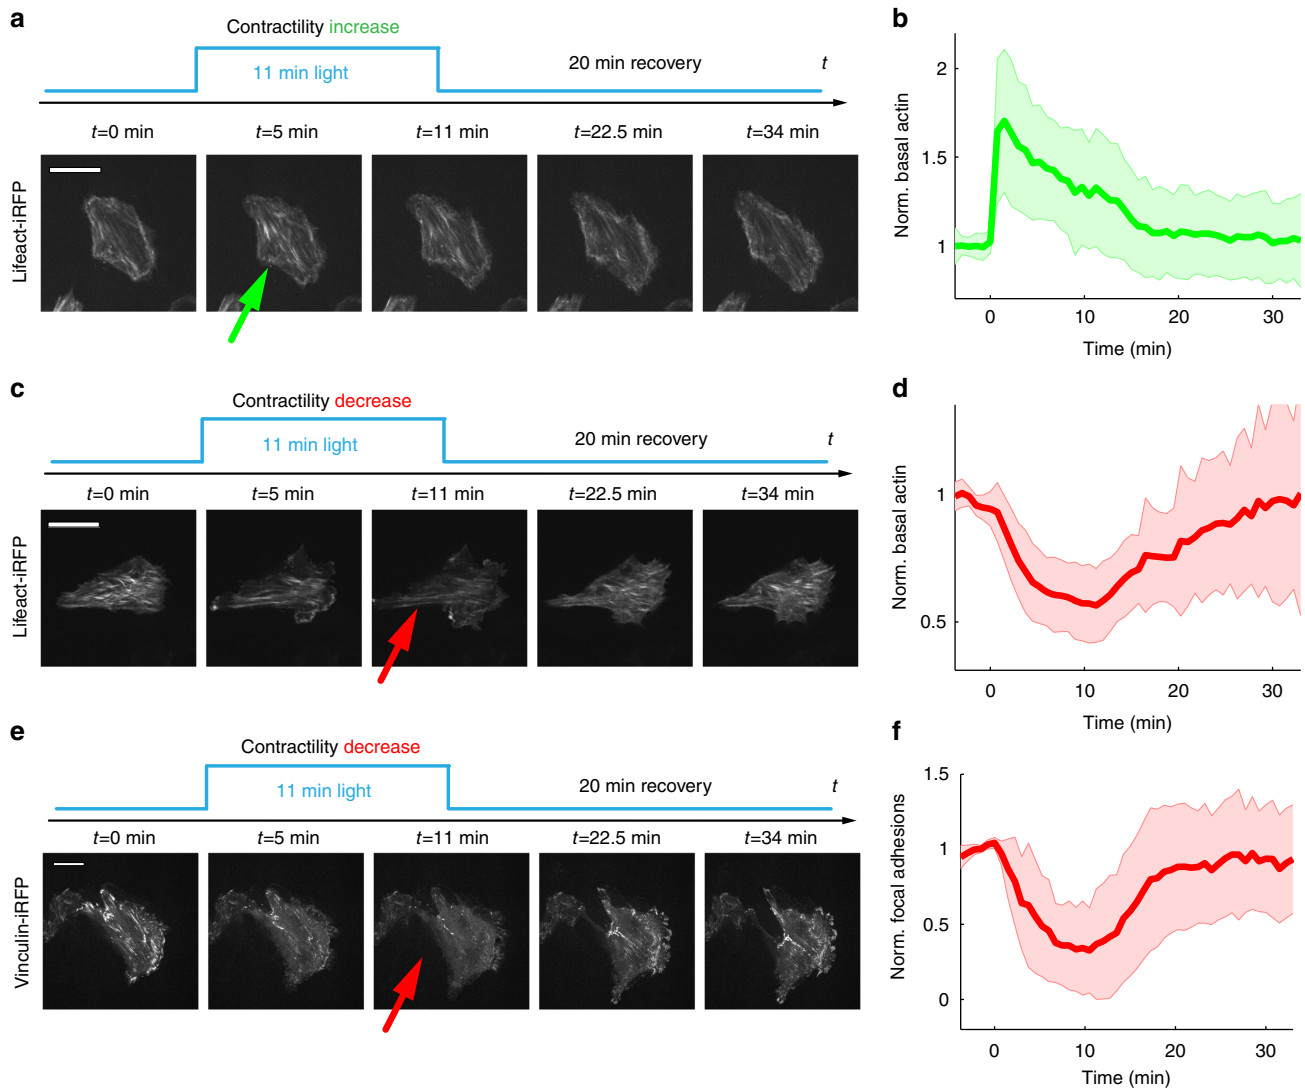 a
Contractility increase
11 min light
20 min recovery
t
t=0 min
t=5 min
t=11 min
t=22.5 min
t=34 min
Lifeact-iRFP
b
2
1.5
1
Norm. basal actin
0
10
20
30
Time (min)
c
Contractility decrease
11 min light
20 min recovery
t
t=0 min
t=5 min
t=11 min
t=22.5 min
t=34 min
Lifeact-iRFP
d
1
0.5
Norm. basal actin
0
10
20
30
Time (min)
e
Contractility decrease
11 min light
20 min recovery
t
t=0 min
t=5 min
t=11 min
t=22.5 min
t=34 min
Vinculin-iRFP
f
1.5
1
0.5
0
Norm. focal adhesions
0
10
20
30
Time (min)